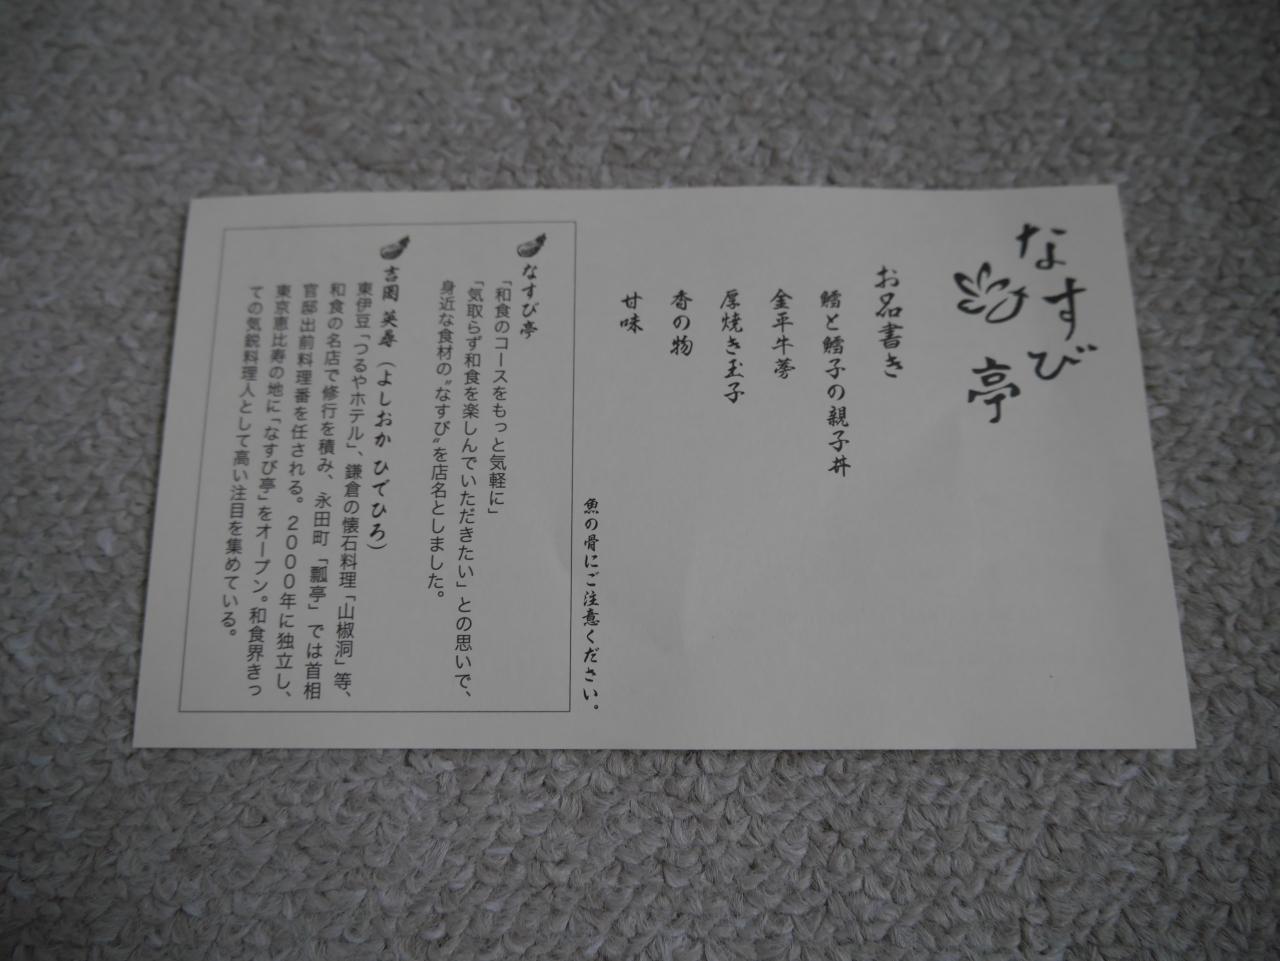 なすび亭
お品書き
鱈と鱈子の親子丼
金平牛蒡
厚焼き玉子
香の物
甘味
魚の骨にご注意ください。
なすび亭
「和食のコースをもっと気軽に」
「気取らず和食を楽しんでいただきたい」との思いで、
身近な食材の〝なすび〟を店名としました。
吉岡 英尋（よしおか ひでひろ）
東伊豆「つるやホテル」、鎌倉の懐石料理「山椒洞」等、
和食の名店で修行を積み、永田町「瓢亭」では首相
官邸出前料理番を任される。２０００年に独立し、
東京恵比寿の地に「なすび亭」をオープン。和食界きっ
ての気鋭料理人として高い注目を集めている。